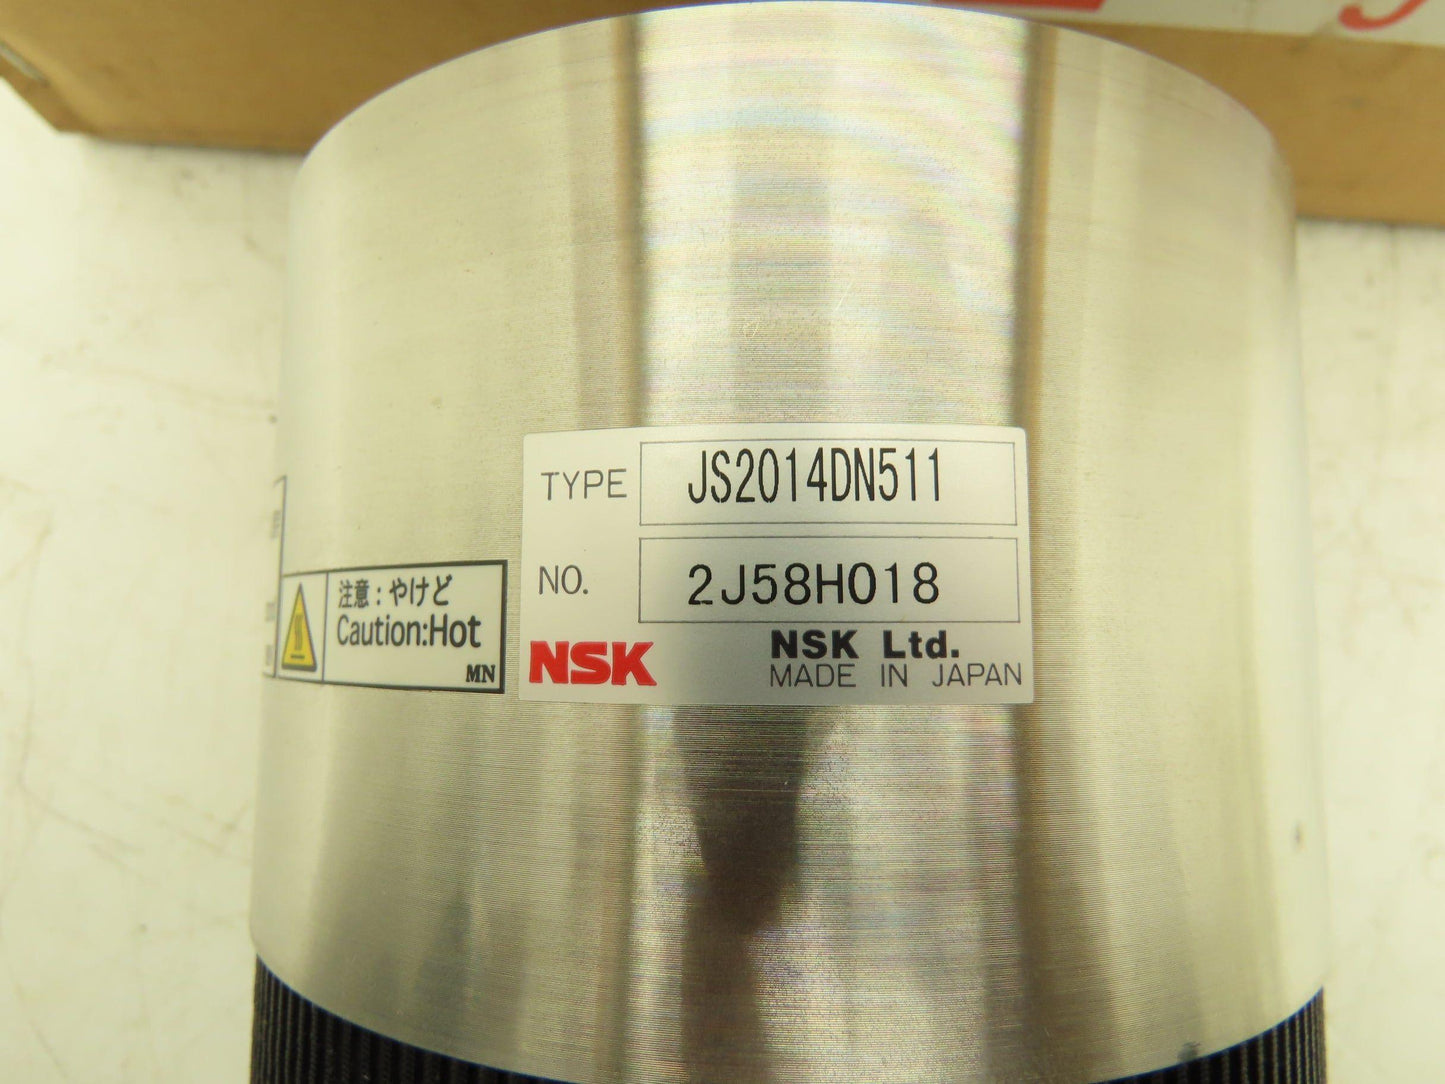 TYPE JS2014DN511
NO. 2J58H018
NSK NSK Ltd.
MADE IN JAPAN
注意：やけど
Caution:Hot
MN